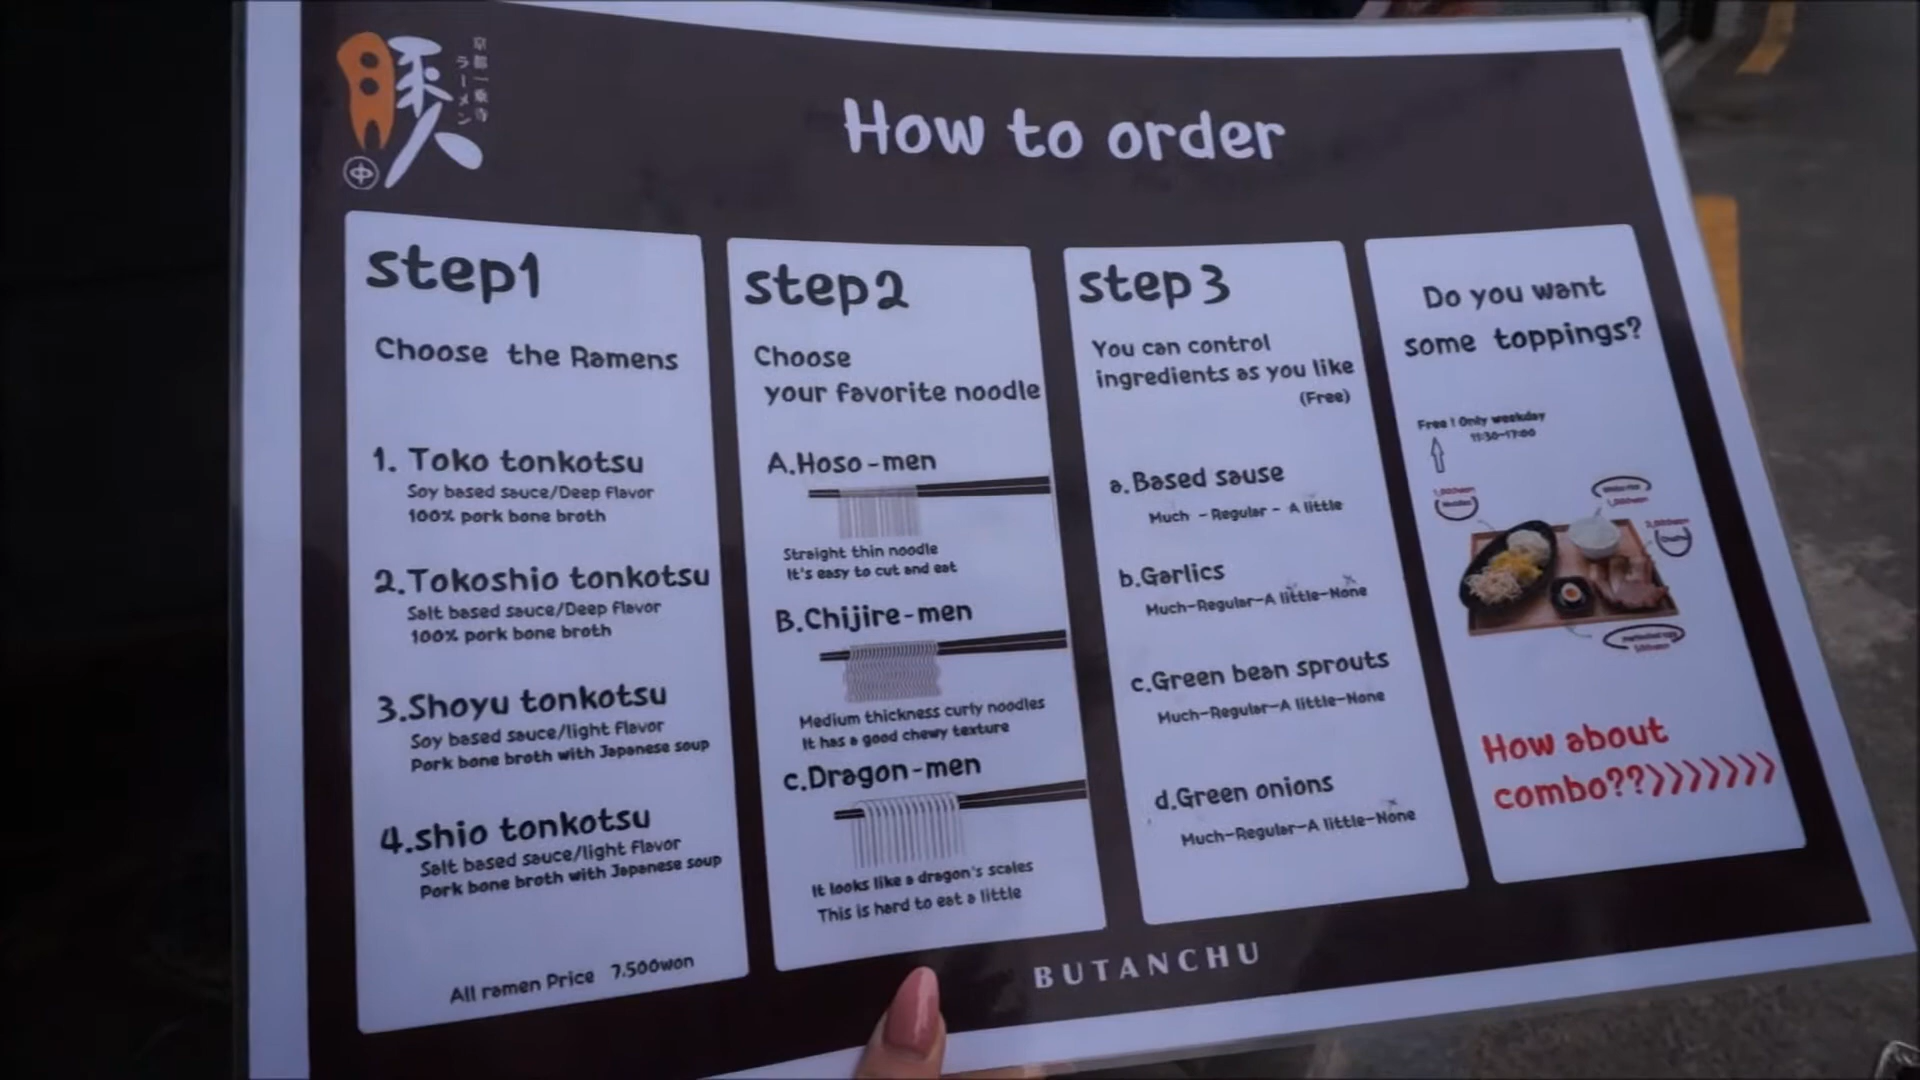 京都一乗寺
ラーメン
How to order
step1
Choose the Ramens
1. Toko tonkotsu
Soy based sauce/Deep flavor
100% pork bone broth
2.Tokoshio tonkotsu
Salt based sauce/Deep flavor
100% pork bone broth
3.Shoyu tonkotsu
Soy based sauce/light flavor
Pork bone broth with Japanese soup
4.shio tonkotsu
Salt based sauce/light flavor
Pork bone broth with Japanese soup
All ramen Price 7.500won
step2
Choose
your favorite noodle
A.Hoso-men
Straight thin noodle
It's easy to cut and eat
B.Chijire-men
Medium thickness curly noodles
It has a good chewy texture
c.Dragon-men
It looks like a dragon's scales
This is hard to eat a little
step3
You can control
ingredients as you like
(Free)
a.Based sause
Much - Regular - A little
b.Garlics
Much-Regular-A little-None
c.Green bean sprouts
Much-Regular-A little-None
d.Green onions
Much-Regular-A little-None
Do you want
some toppings?
Free ! Only weekday
11:30~17:00
How about
combo??>>>>>>>
BUTANCHU